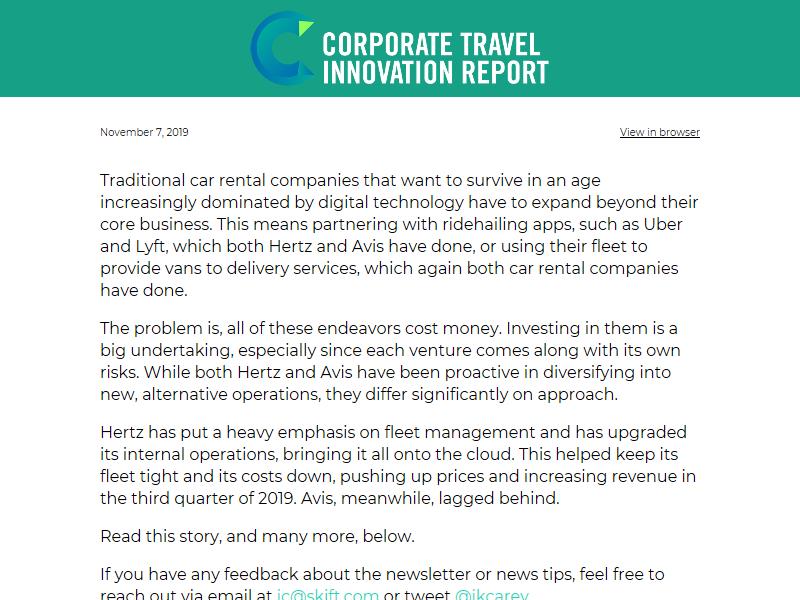 CORPORATE TRAVEL
INNOVATION REPORT
November 7, 2019
View in browser
Traditional car rental companies that want to survive in an age
increasingly dominated by digital technology have to expand beyond their
core business. This means partnering with ridehailing apps, such as Uber
and Lyft, which both Hertz and Avis have done, or using their fleet to
provide vans to delivery services, which again both car rental companies
have done.
The problem is, all of these endeavors cost money. Investing in them is a
big undertaking, especially since each venture comes along with its own
risks. While both Hertz and Avis have been proactive in diversifying into
new, alternative operations, they differ significantly on approach.
Hertz has put a heavy emphasis on fleet management and has upgraded
its internal operations, bringing it all onto the cloud. This helped keep its
fleet tight and its costs down, pushing up prices and increasing revenue in
the third quarter of 2019. Avis, meanwhile, lagged behind.
Read this story, and many more, below.
If you have any feedback about the newsletter or news tips, feel free to
reach out via email at ic@skift.com or tweet @ikcarey